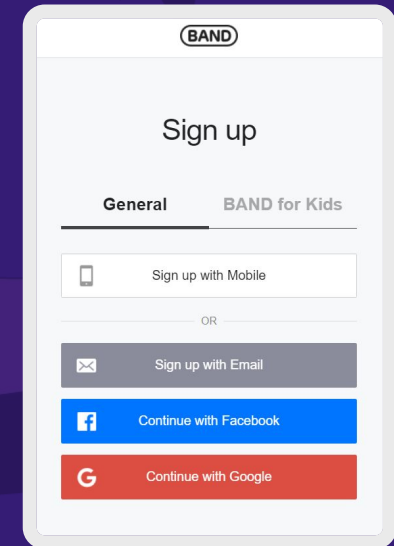 BAND
Sign up
General BAND for Kids
Sign up with Mobile
OR
Sign up with Email
Continue with Facebook
Continue with Google